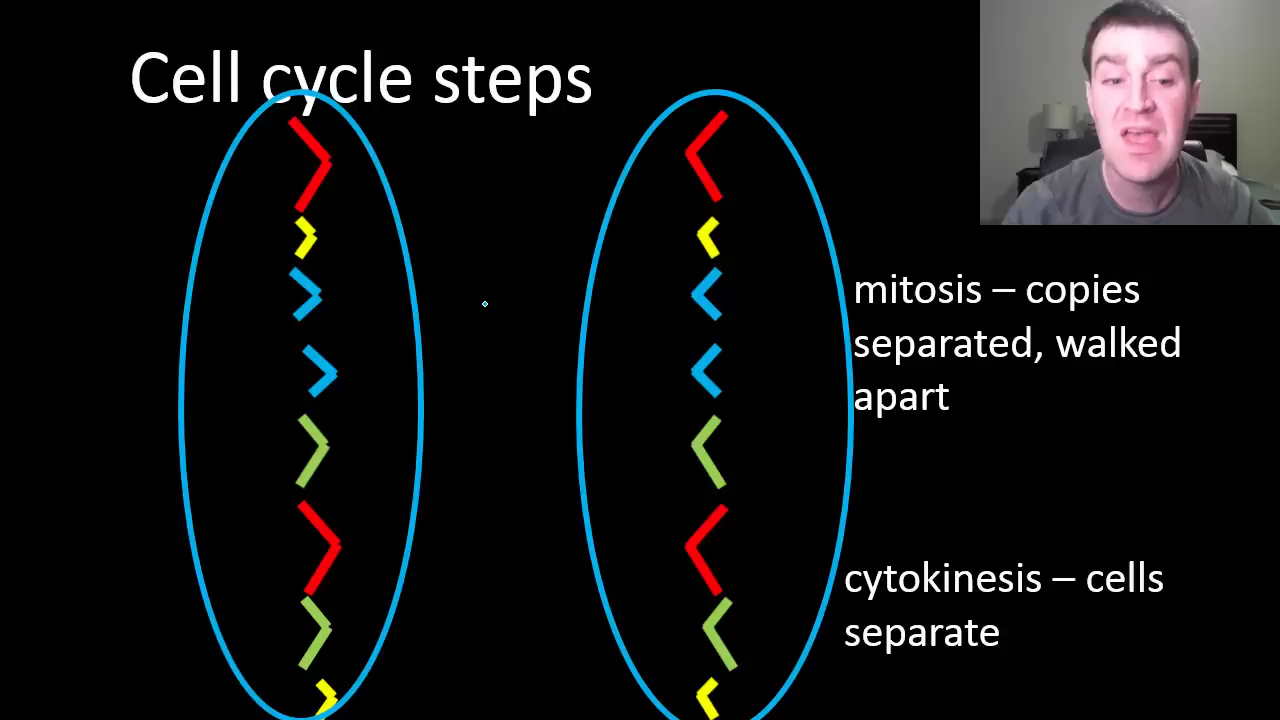 Cell cycle steps
mitosis – copies
separated, walked
apart
cytokinesis – cells
separate